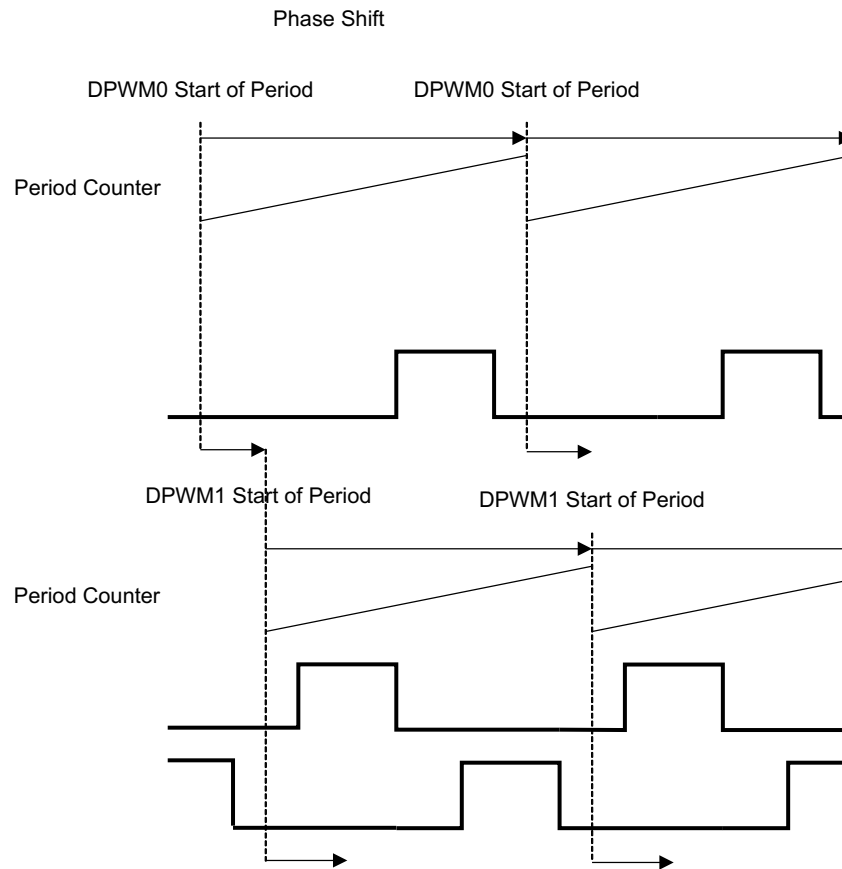 Phase Shift
DPWM0 Start of Period
DPWM0 Start of Period
Period Counter
DPWM1 Start of Period
DPWM1 Start of Period
Period Counter